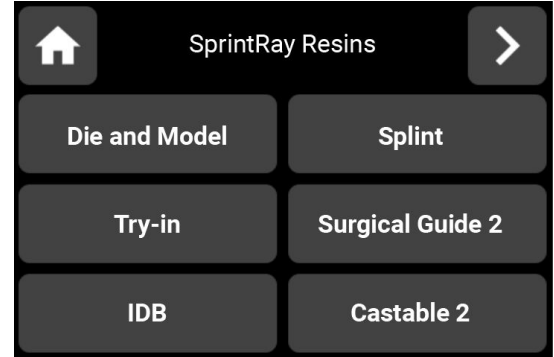 SprintRay Resins
Die and Model
Splint
Try-in
Surgical Guide 2
IDB
Castable 2